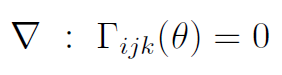 ∇ : Γ_{ijk}(θ) = 0